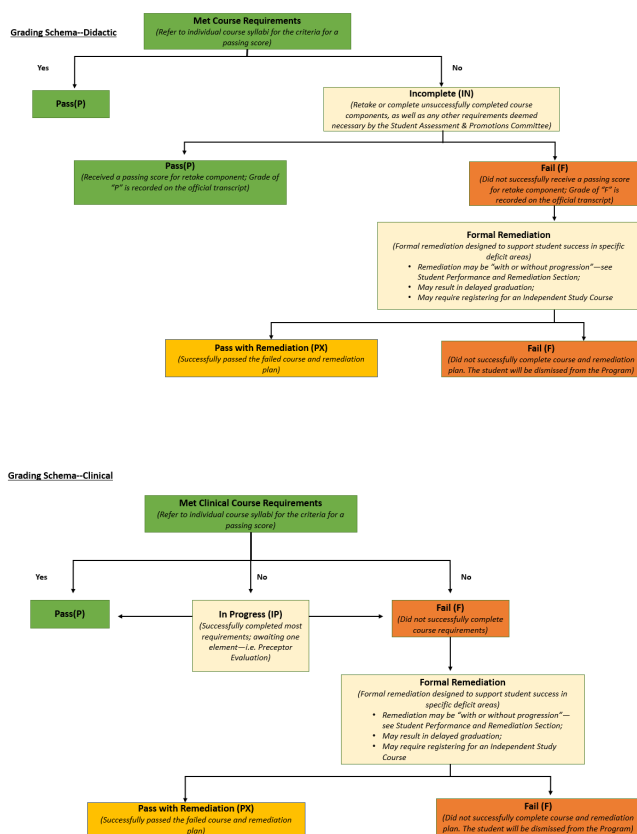 Grading Schema--Didactic
Met Course Requirements
(Refer to individual course syllabi for the criteria for a
passing score)
Yes
No
Pass(P)
Incomplete (IN)
(Retake or complete unsuccessfully completed course
components, as well as any other requirements deemed
necessary by the Student Assessment & Promotions Committee)
Pass(P)
(Received a passing score for retake component; Grade of
"P" is recorded on the official transcript)
Fail (F)
(Did not successfully receive a passing score
for retake component; Grade of "F" is
recorded on the official transcript)
Formal Remediation
(Formal remediation designed to support student success in specific
deficit areas)
• Remediation may be "with or without progression"—see
Student Performance and Remediation Section;
• May result in delayed graduation;
• May require registering for an Independent Study Course
Pass with Remediation (PX)
(Successfully passed the failed course and remediation
plan)
Fail (F)
(Did not successfully complete course and remediation
plan. The student will be dismissed from the Program)
Grading Schema--Clinical
Met Clinical Course Requirements
(Refer to individual course syllabi for the criteria for a
passing score)
Yes
No
No
Pass(P)
In Progress (IP)
(Successfully completed most
requirements; awaiting one
element—i.e. Preceptor
Evaluation)
Fail (F)
(Did not successfully complete
course requirements)
Formal Remediation
(Formal remediation designed to support student success in
specific deficit areas)
• Remediation may be "with or without progression"—
see Student Performance and Remediation Section;
• May result in delayed graduation;
• May require registering for an Independent Study
Course
Pass with Remediation (PX)
(Successfully passed the failed course and remediation
plan)
Fail (F)
(Did not successfully complete course and remediation
plan. The student will be dismissed from the Program)